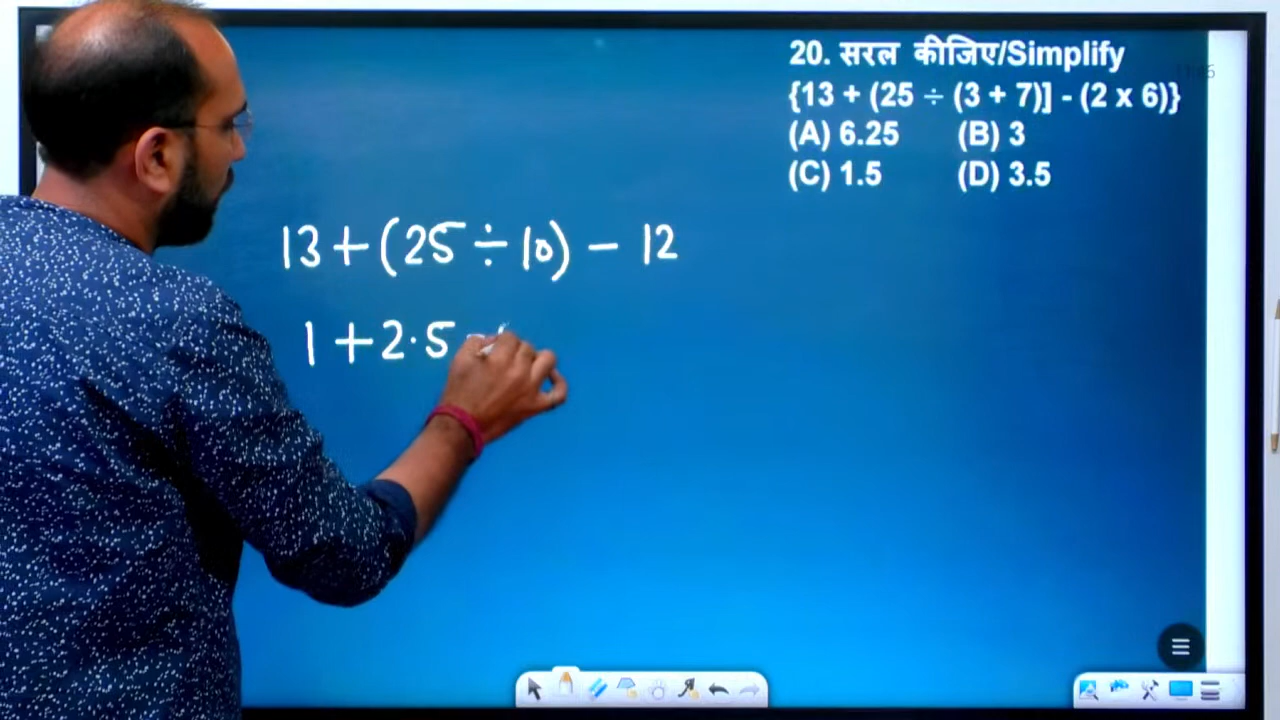 20. सरल कीजिए/Simplify
{13 + (25 ÷ (3 + 7)] - (2 x 6)}
(A) 6.25 (B) 3
(C) 1.5 (D) 3.5
13+(25÷10) - 12
1+2.5